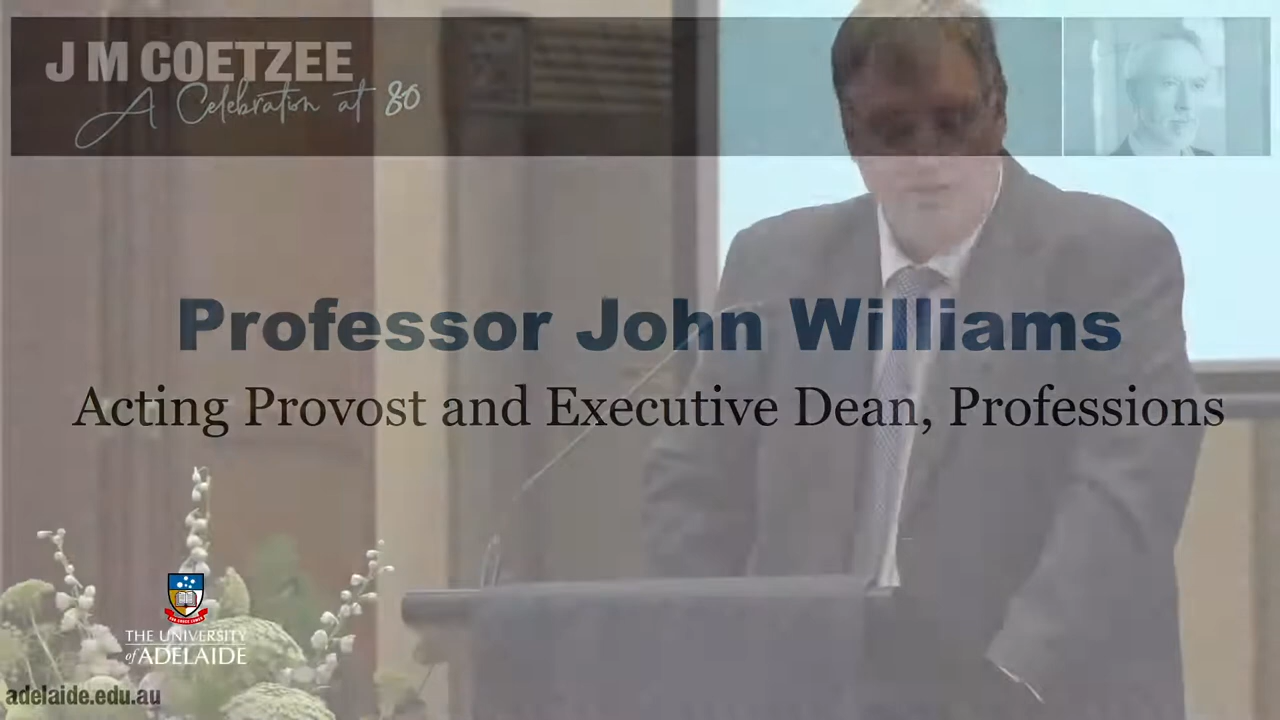 J M COETZEE
A Celebration at 80
Professor John Williams
Acting Provost and Executive Dean, Professions
THE UNIVERSITY
of ADELAIDE
adelaide.edu.au